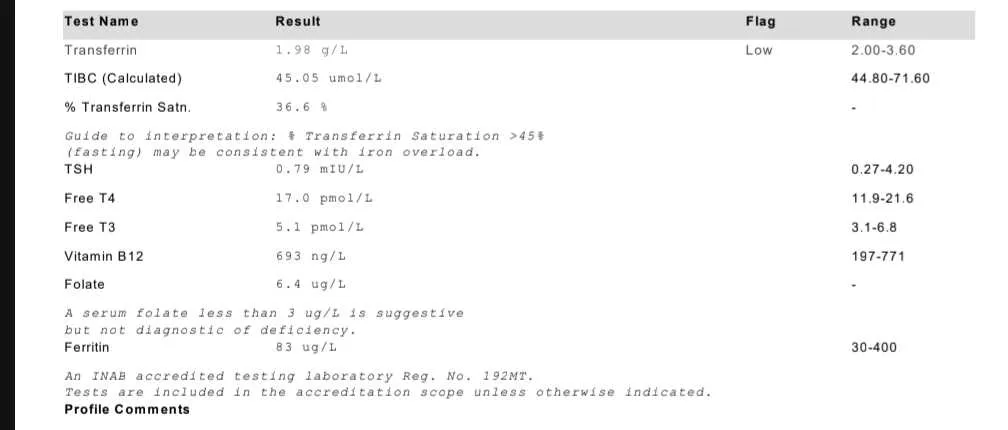 Test Name Result Flag Range
Transferrin 1.98 g/L Low 2.00-3.60
TIBC (Calculated) 45.05 umol/L 44.80-71.60
% Transferrin Satn. 36.6 % -
Guide to interpretation: % Transferrin Saturation >45%
(fasting) may be consistent with iron overload.
TSH 0.79 mIU/L 0.27-4.20
Free T4 17.0 pmol/L 11.9-21.6
Free T3 5.1 pmol/L 3.1-6.8
Vitamin B12 693 ng/L 197-771
Folate 6.4 ug/L -
A serum folate less than 3 ug/L is suggestive
but not diagnostic of deficiency.
Ferritin 83 ug/L 30-400
An INAB accredited testing laboratory Reg. No. 192MT.
Tests are included in the accreditation scope unless otherwise indicated.
Profile Comments